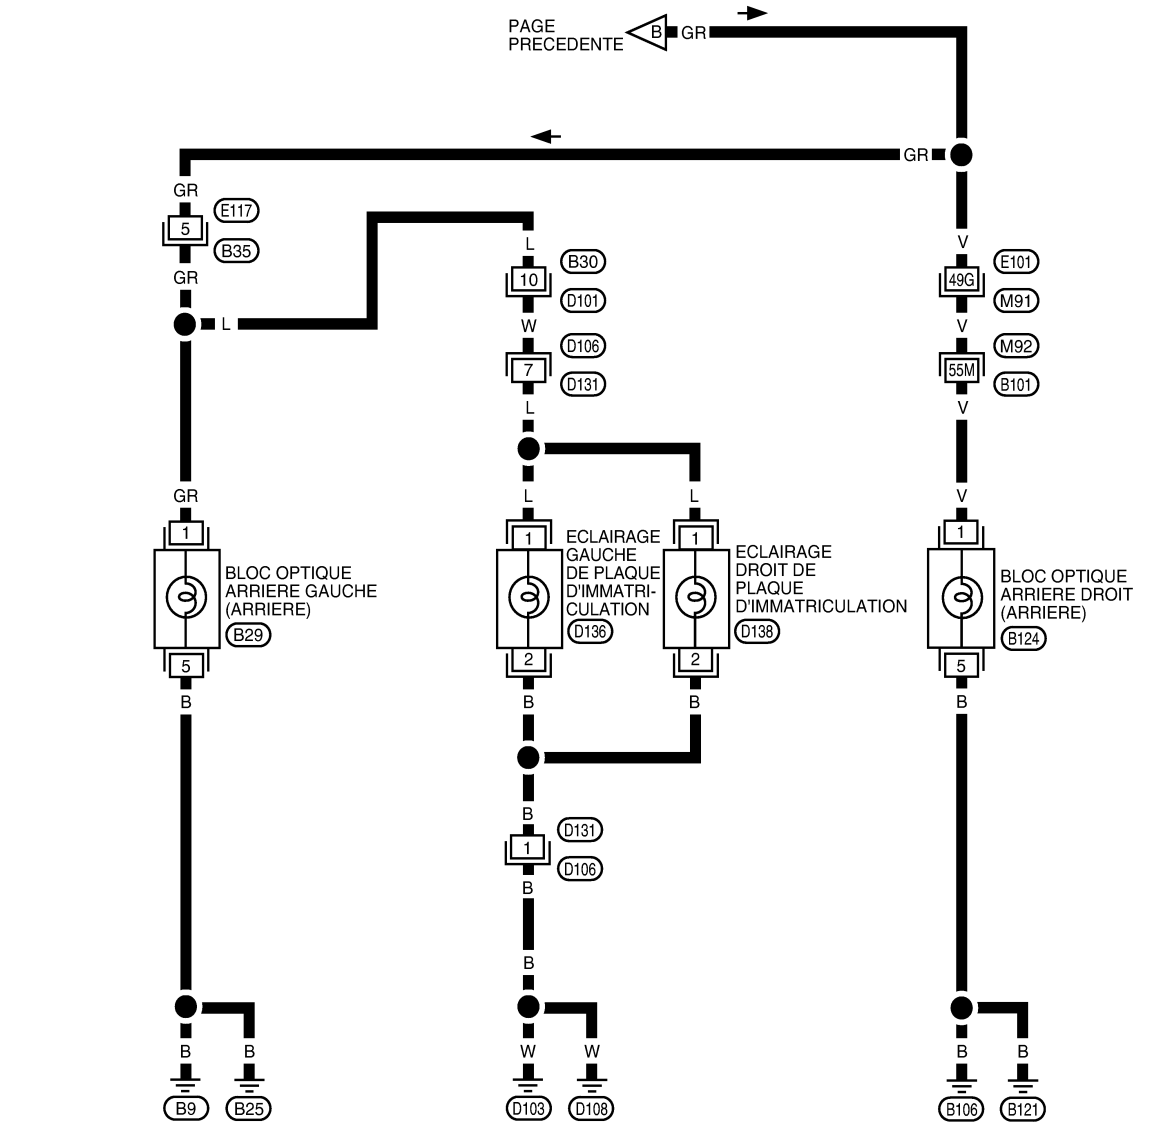 PAGE
PRECEDENTE
B
GR
GR
GR
5
E117
B35
GR
L
L
10
B30
D101
W
7
D106
D131
L
V
49G
E101
M91
V
55M
M92
B101
V
GR
L
L
V
1
1
1
1
BLOC OPTIQUE
ARRIERE GAUCHE
(ARRIERE)
B29
ECLAIRAGE
GAUCHE
DE PLAQUE
D'IMMATRI-
CULATION
D136
ECLAIRAGE
DROIT DE
PLAQUE
D'IMMATRICULATION
D138
BLOC OPTIQUE
ARRIERE DROIT
(ARRIERE)
B124
5
2
2
5
B
B
B
B
B
1
D131
D106
B
B
B
B
W
W
B
B
B9
B25
D103
D108
B106
B121